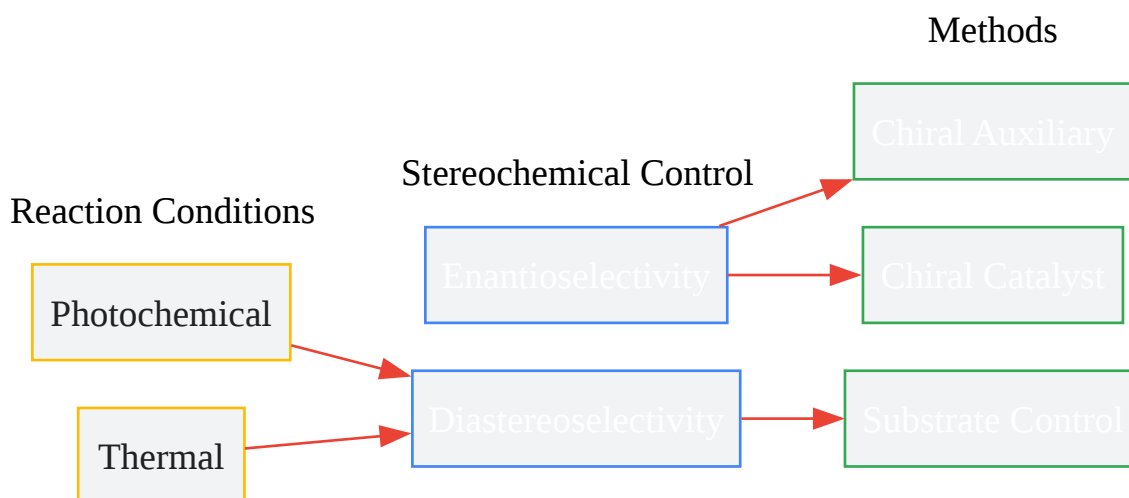 Methods
Chiral Auxiliary
Stereochemical Control
Reaction Conditions
Enantioselectivity
Chiral Catalyst
Photochemical
Diastereoselectivity
Substrate Control
Thermal